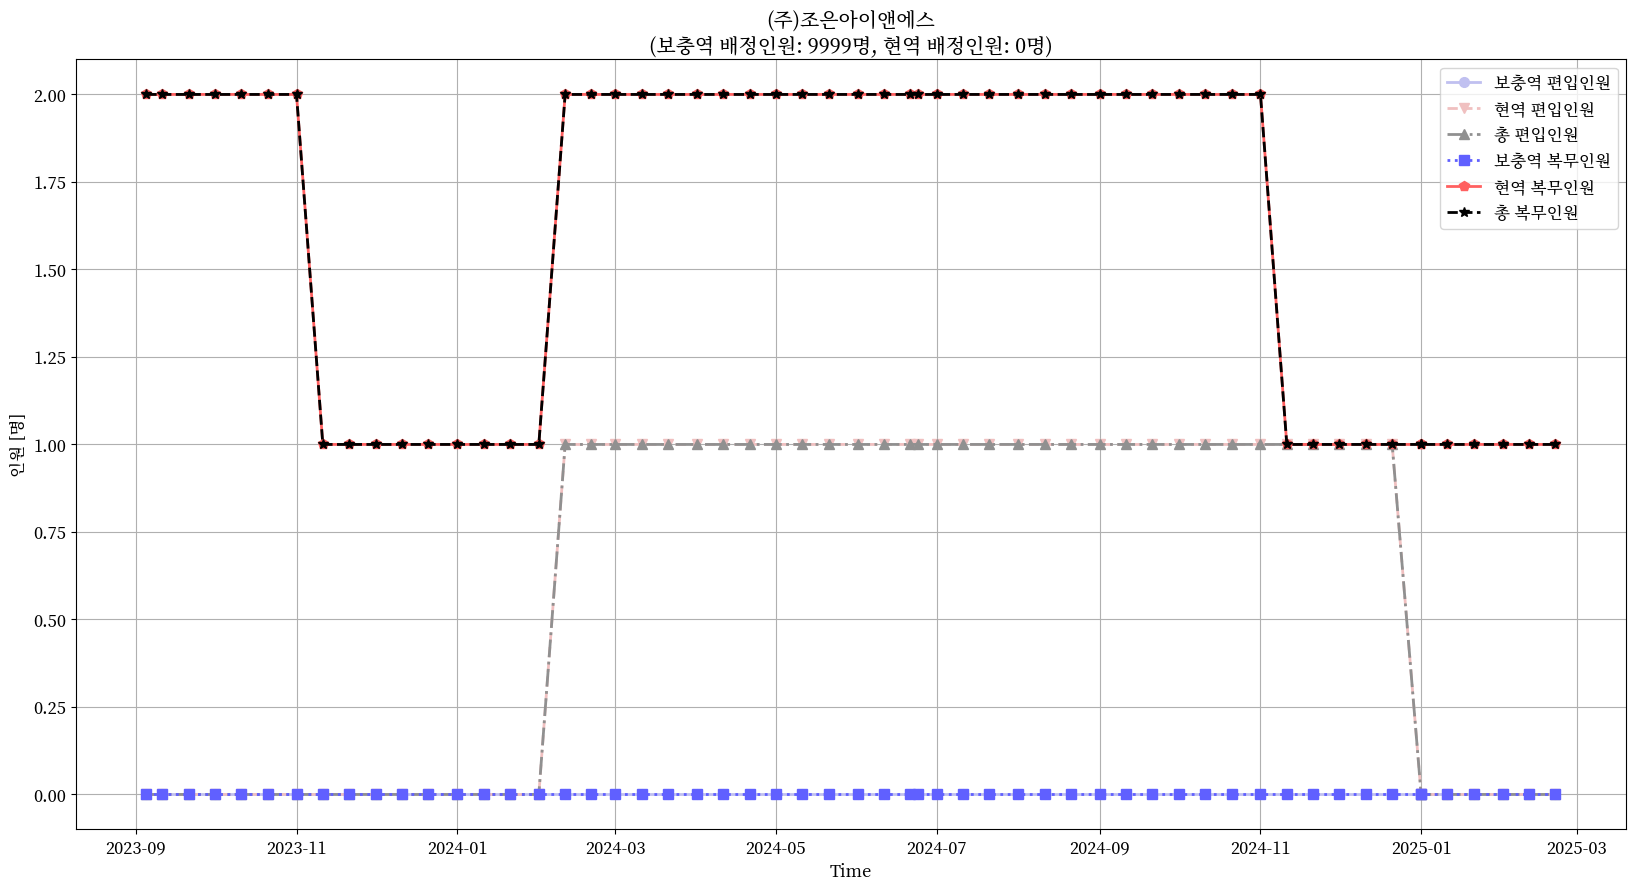 (주)조은아이앤에스
(보충역 배정인원: 9999명, 현역 배정인원: 0명)
보충역 편입인원
현역 편입인원
총 편입인원
보충역 복무인원
현역 복무인원
총 복무인원
인원 [명]
2.00
1.75
1.50
1.25
1.00
0.75
0.50
0.25
0.00
2023-09 2023-11 2024-01 2024-03 2024-05 2024-07 2024-09 2024-11 2025-01 2025-03
Time